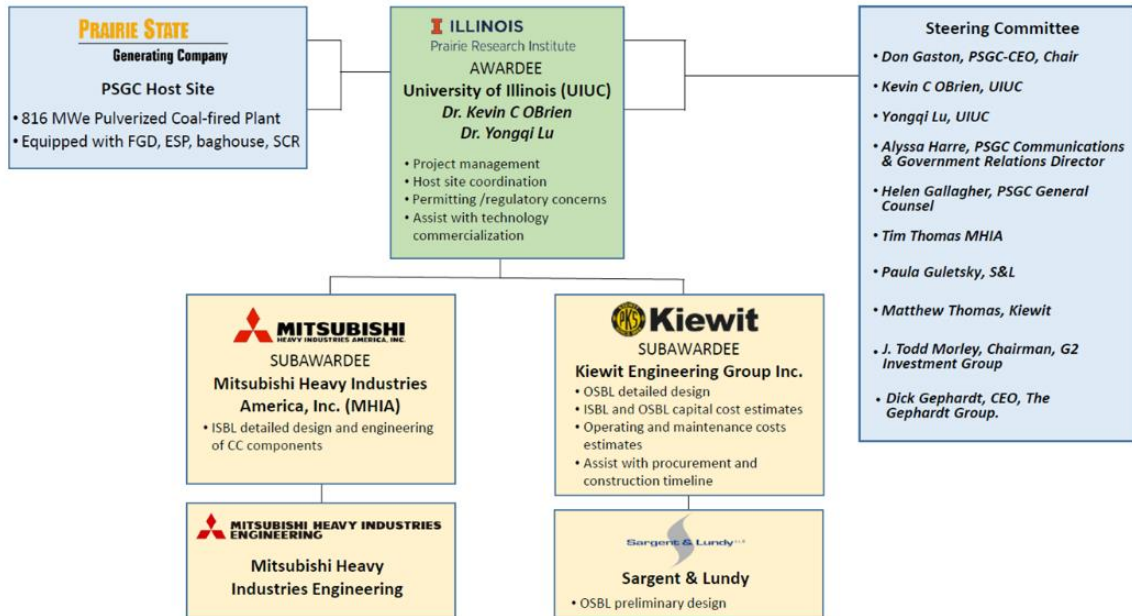 PRAIRIE STATE
Generating Company
PSGC Host Site
• 816 MWe Pulverized Coal-fired Plant
• Equipped with FGD, ESP, baghouse, SCR
I ILLINOIS
Prairie Research Institute
AWARDEE
University of Illinois (UIUC)
Dr. Kevin C OBrien
Dr. Yongqi Lu
• Project management
• Host site coordination
• Permitting /regulatory concerns
• Assist with technology
commercialization
Steering Committee
• Don Gaston, PSGC-CEO, Chair
• Kevin C OBrien, UIUC
• Yongqi Lu, UIUC
• Alyssa Harre, PSGC Communications
& Government Relations Director
• Helen Gallagher, PSGC General
Counsel
• Tim Thomas MHIA
• Paula Guletsky, S&L
• Matthew Thomas, Kiewit
• J. Todd Morley, Chairman, G2
Investment Group
• Dick Gephardt, CEO, The
Gephardt Group.
MITSUBISHI
HEAVY INDUSTRIES AMERICA, INC.
SUBAWARDEE
Mitsubishi Heavy Industries
America, Inc. (MHIA)
• ISBL detailed design and engineering
of CC components
PKS Kiewit
SUBAWARDEE
Kiewit Engineering Group Inc.
• OSBL detailed design
• ISBL and OSBL capital cost estimates
• Operating and maintenance costs
estimates
• Assist with procurement and
construction timeline
MITSUBISHI HEAVY INDUSTRIES
ENGINEERING
Mitsubishi Heavy
Industries Engineering
Sargent & Lundy LLC
Sargent & Lundy
• OSBL preliminary design